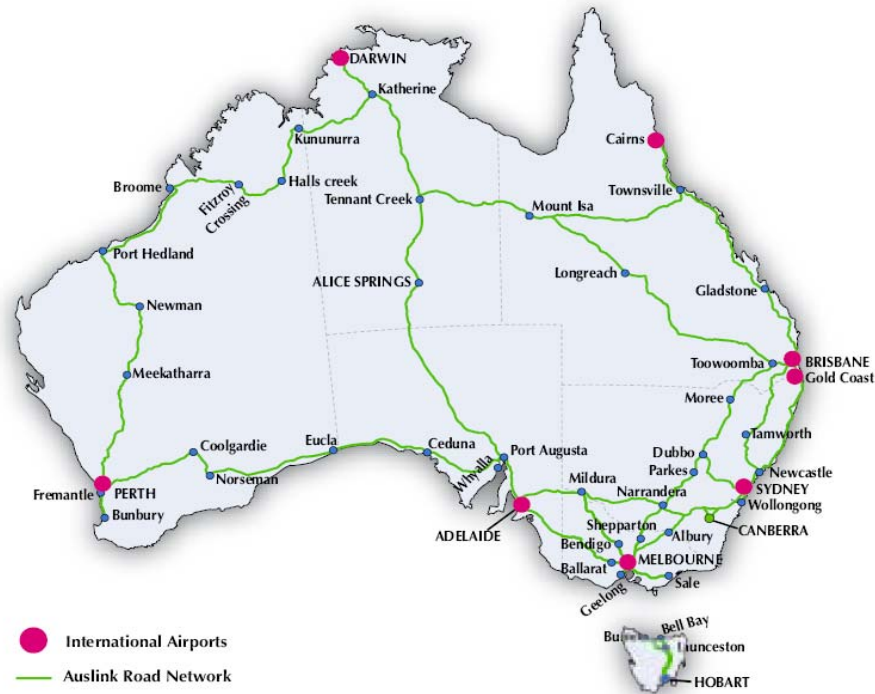 DARWIN
Katherine
Cairns
Kununurra
Halls creek
Broome
Fitzroy
Crossing
Townsville
Tennant Creek
Mount Isa
Port Hedland
Longreach
ALICE SPRINGS
Gladstone
Newman
BRISBANE
Toowoomba
Gold Coast
Meekatharra
Moree
Tamworth
Eucla
Ceduna
Coolgardie
Port Augusta
Dubbo
Whyalla
Parkes
Newcastle
Norseman
Mildura
SYDNEY
Fremantle
PERTH
Narrandera
Wollongong
Bunbury
Shepparton
CANBERRA
ADELAIDE
Albury
Bendigo
MELBOURNE
Ballarat
Sale
Geelong
Bell Bay
HOBART
International Airports
Auslink Road Network